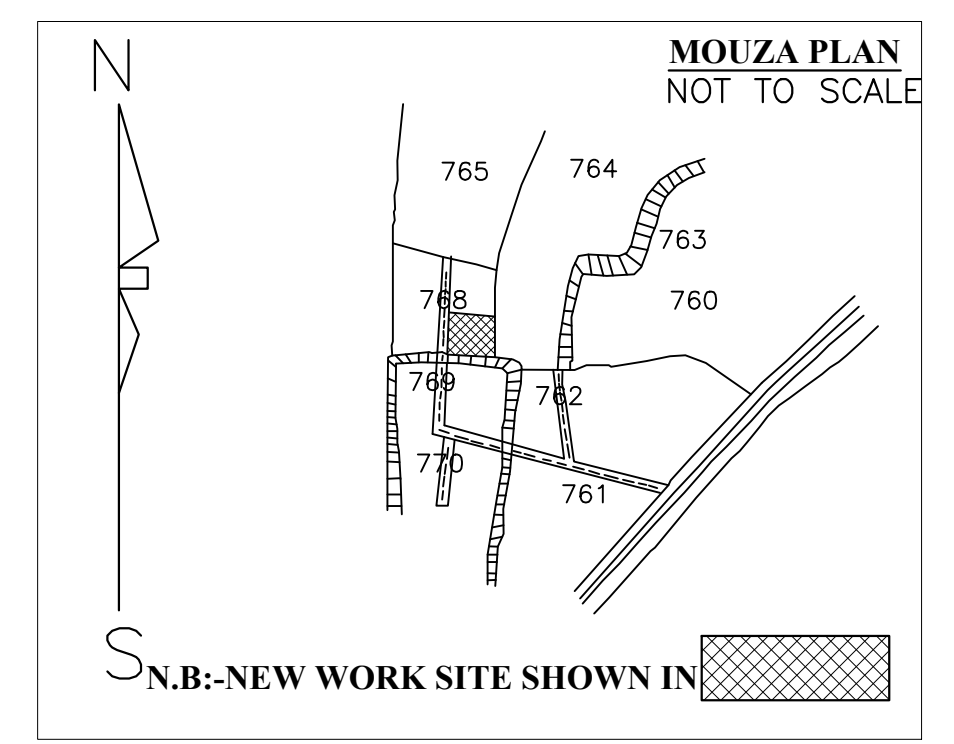 N
MOUZA PLAN
NOT TO SCALE
765
764
763
768
760
769
762
770
761
S
N.B:-NEW WORK SITE SHOWN IN